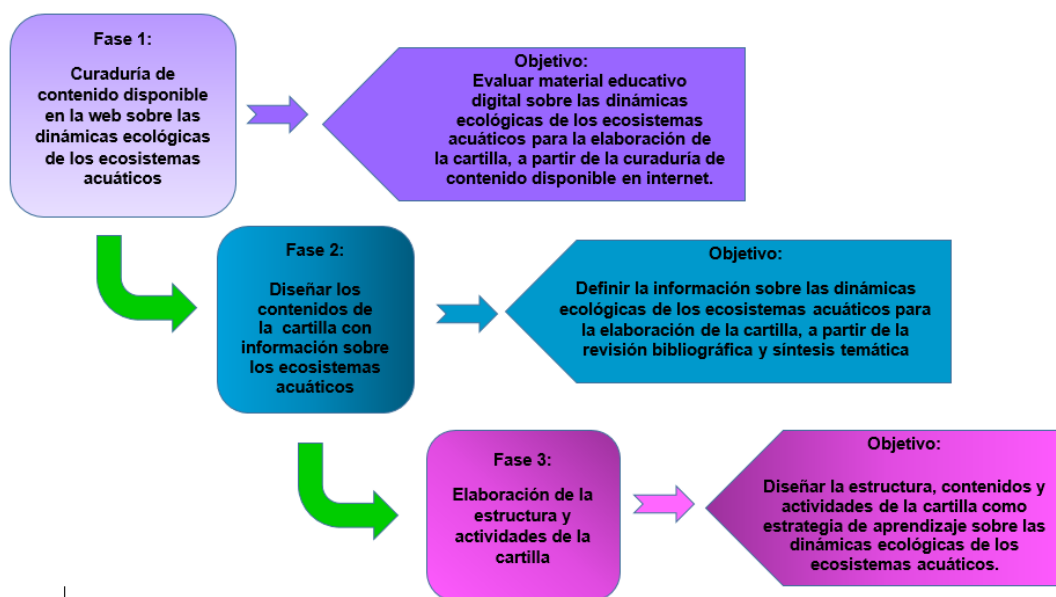 Fase 1:
Curaduría de
contenido disponible
en la web sobre las
dinámicas ecológicas
de los ecosistemas
acuáticos
Objetivo:
Evaluar material educativo
digital sobre las dinámicas
ecológicas de los ecosistemas
acuáticos para la elaboración de
la cartilla, a partir de la curaduría de
contenido disponible en internet.
Fase 2:
Diseñar los
contenidos de
la cartilla con
información sobre
los ecosistemas
acuáticos
Objetivo:
Definir la información sobre las dinámicas
ecológicas de los ecosistemas acuáticos para
la elaboración de la cartilla, a partir de la
revisión bibliográfica y síntesis temática
Fase 3:
Elaboración de la
estructura y
actividades de la
cartilla
Objetivo:
Diseñar la estructura, contenidos y
actividades de la cartilla como
estrategia de aprendizaje sobre las
dinámicas ecológicas de los
ecosistemas acuáticos.